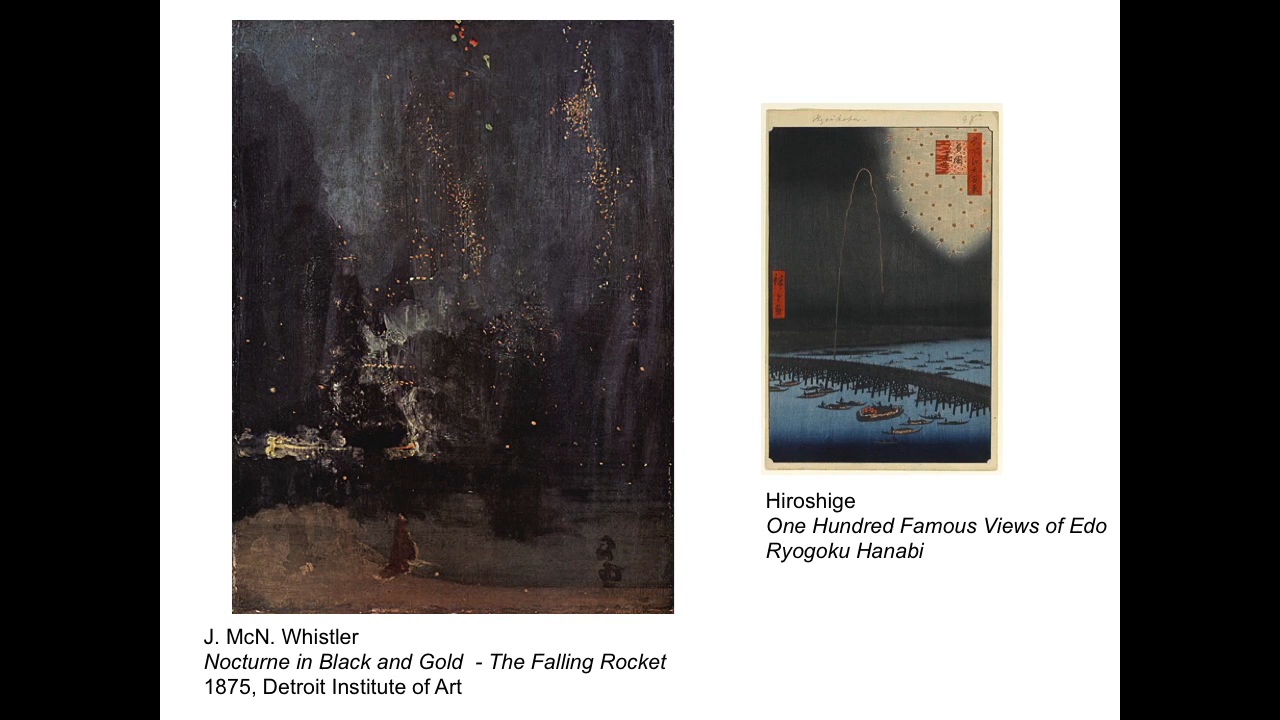 J. McN. Whistler
Nocturne in Black and Gold - The Falling Rocket
1875, Detroit Institute of Art
Hiroshige
One Hundred Famous Views of Edo
Ryogoku Hanabi